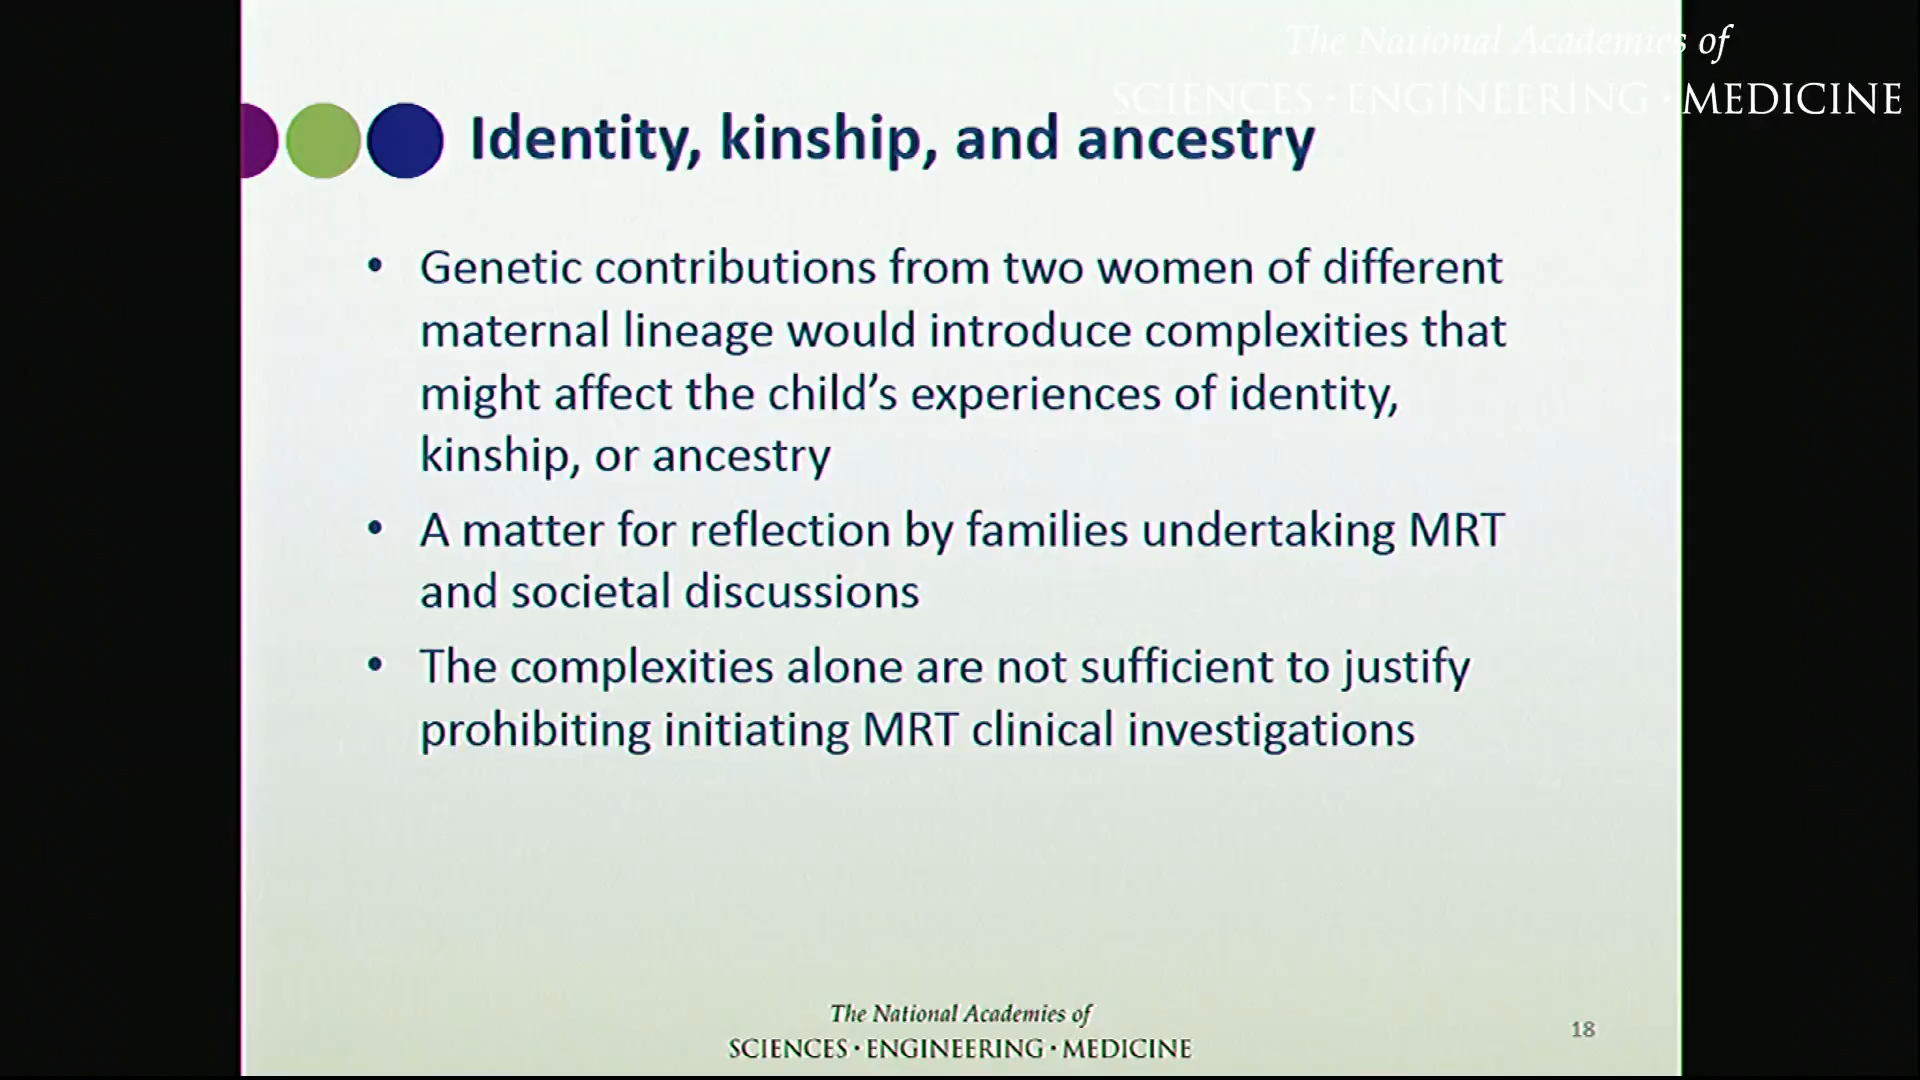 The National Academies of
SCIENCES · ENGINEERING · MEDICINE
Identity, kinship, and ancestry
• Genetic contributions from two women of different
maternal lineage would introduce complexities that
might affect the child’s experiences of identity,
kinship, or ancestry
• A matter for reflection by families undertaking MRT
and societal discussions
• The complexities alone are not sufficient to justify
prohibiting initiating MRT clinical investigations
The National Academies of
SCIENCES · ENGINEERING · MEDICINE
18